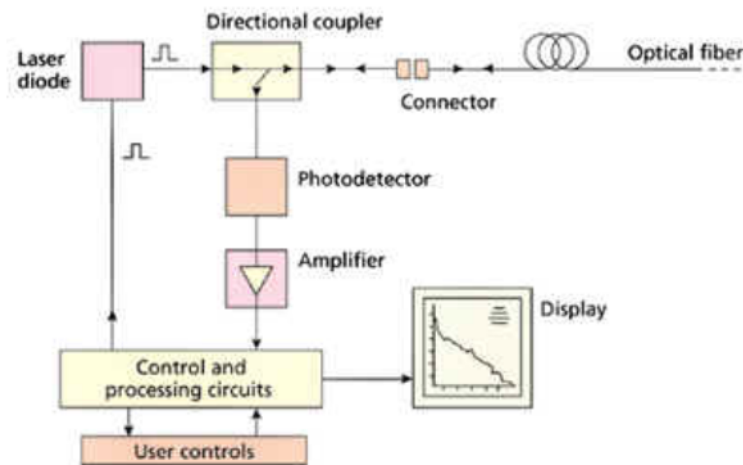 Directional coupler
Laser
diode
Optical fiber
Connector
Photodetector
Amplifier
Display
Control and
processing circuits
User controls